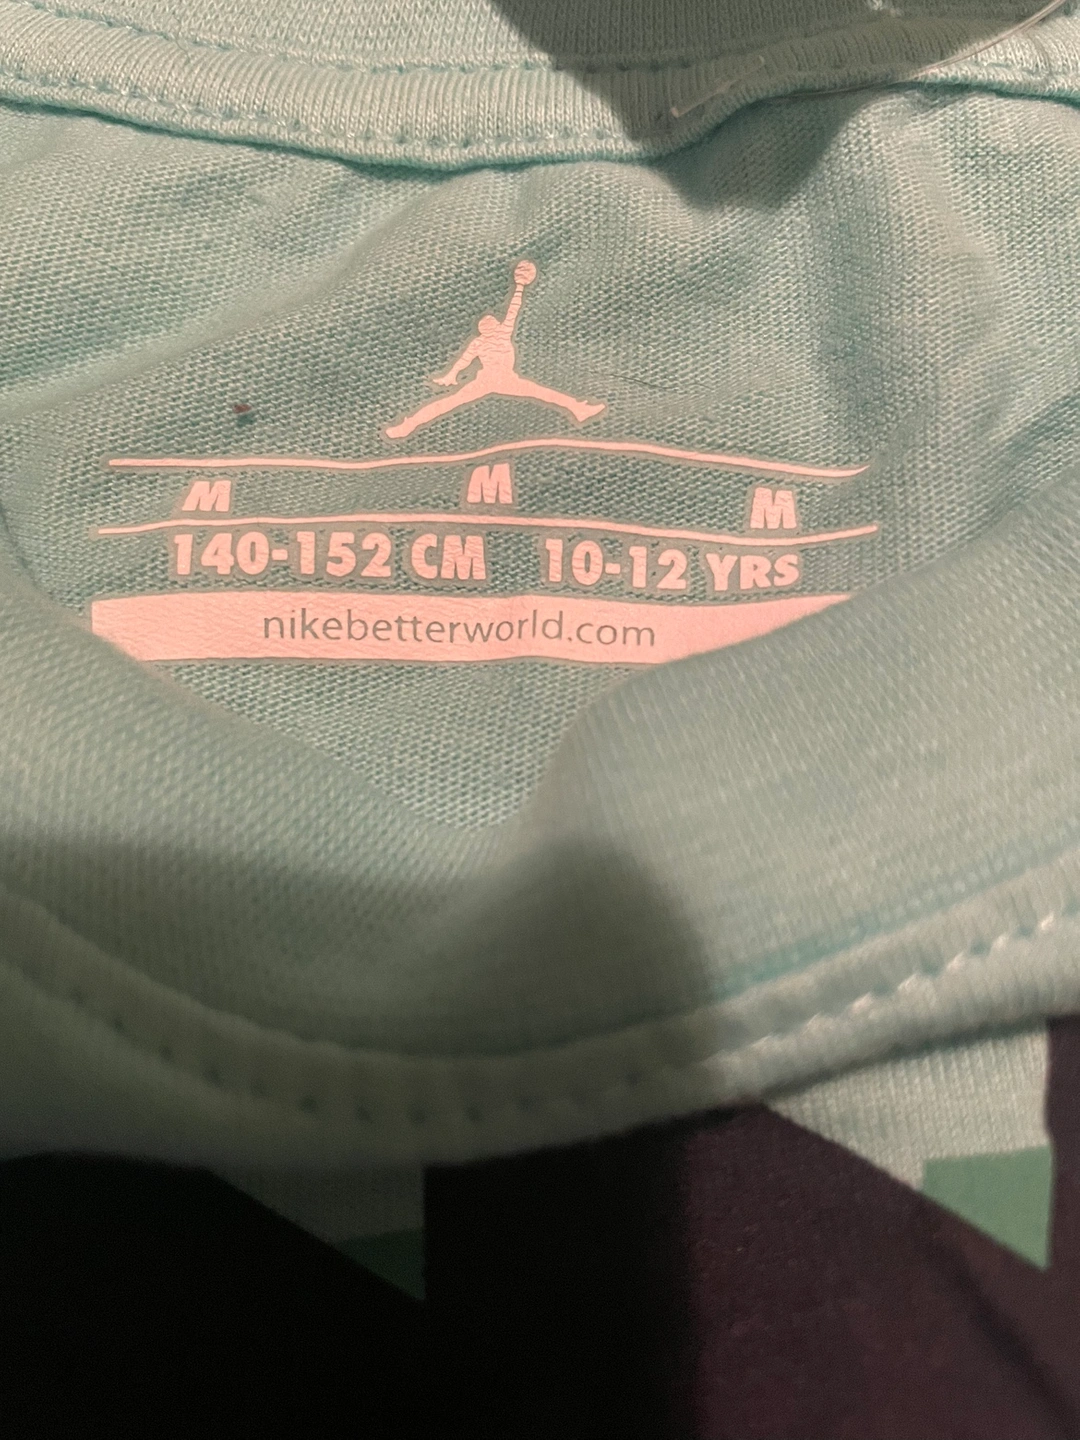 M M M
140-152 CM 10-12 YRS
nikebetterworld.com